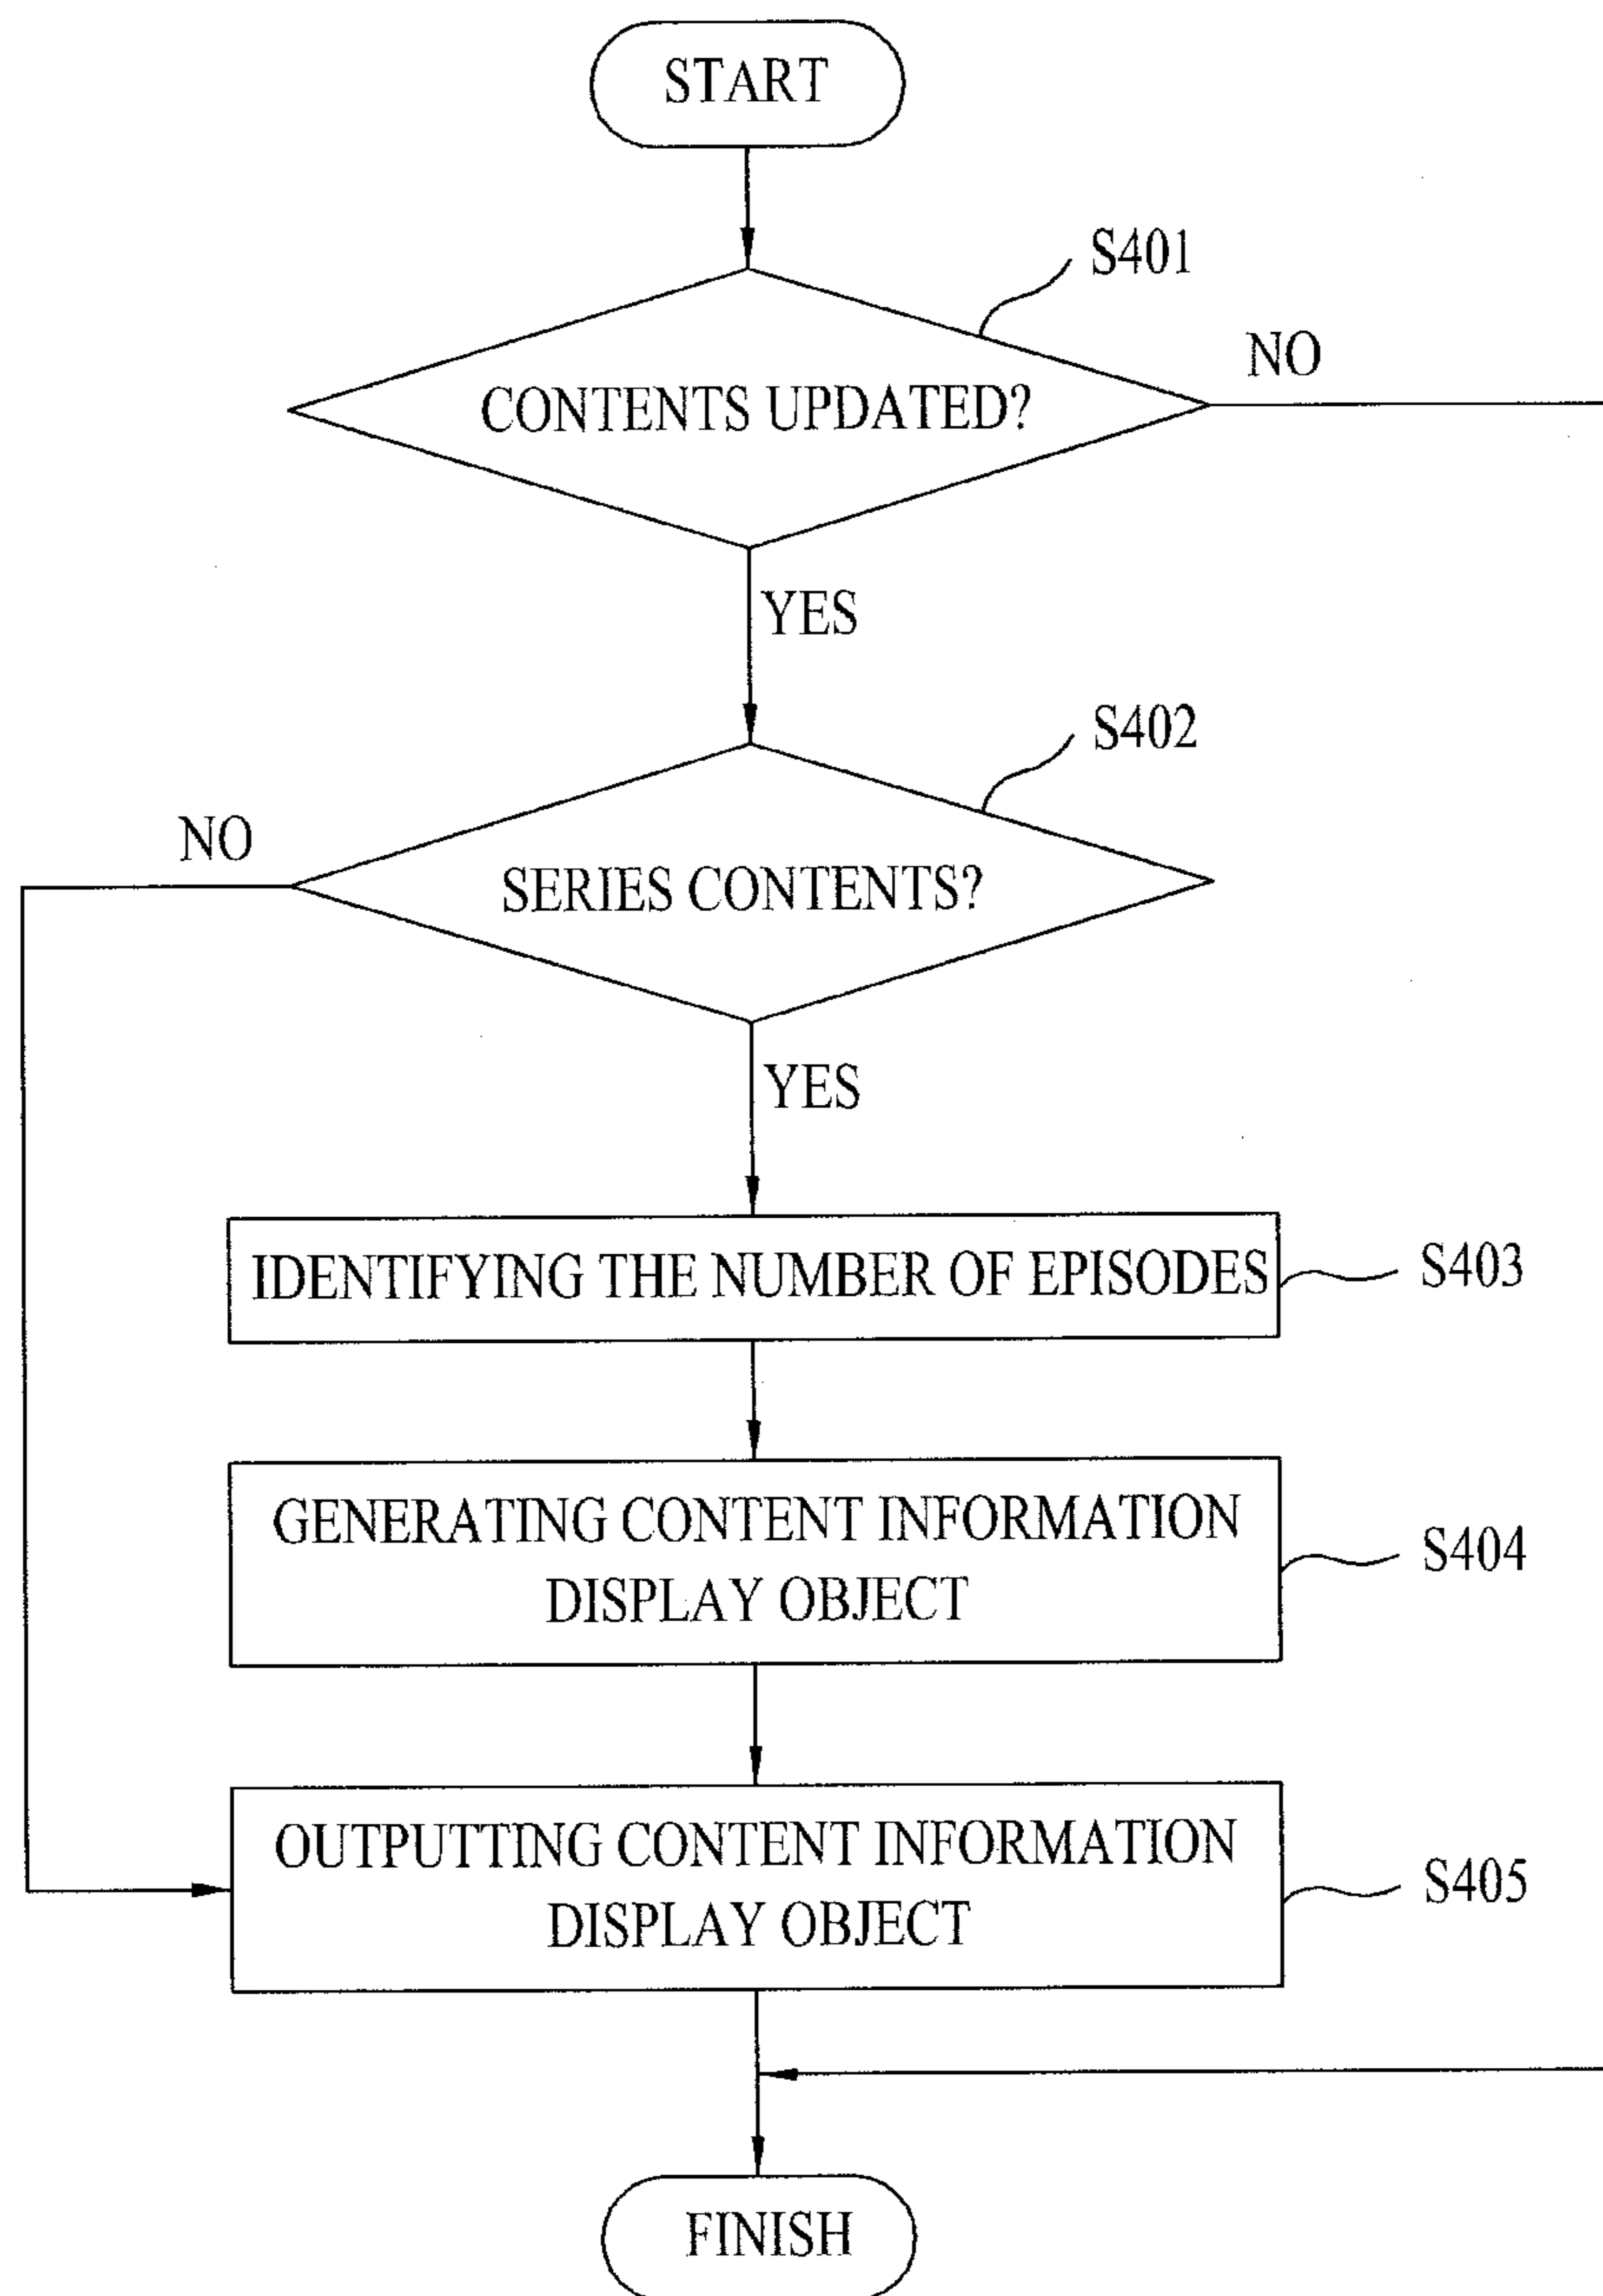 START
S401
NO
CONTENTS UPDATED?
YES
S402
NO
SERIES CONTENTS?
YES
IDENTIFYING THE NUMBER OF EPISODES
S403
GENERATING CONTENT INFORMATION
DISPLAY OBJECT
S404
OUTPUTTING CONTENT INFORMATION
DISPLAY OBJECT
S405
FINISH